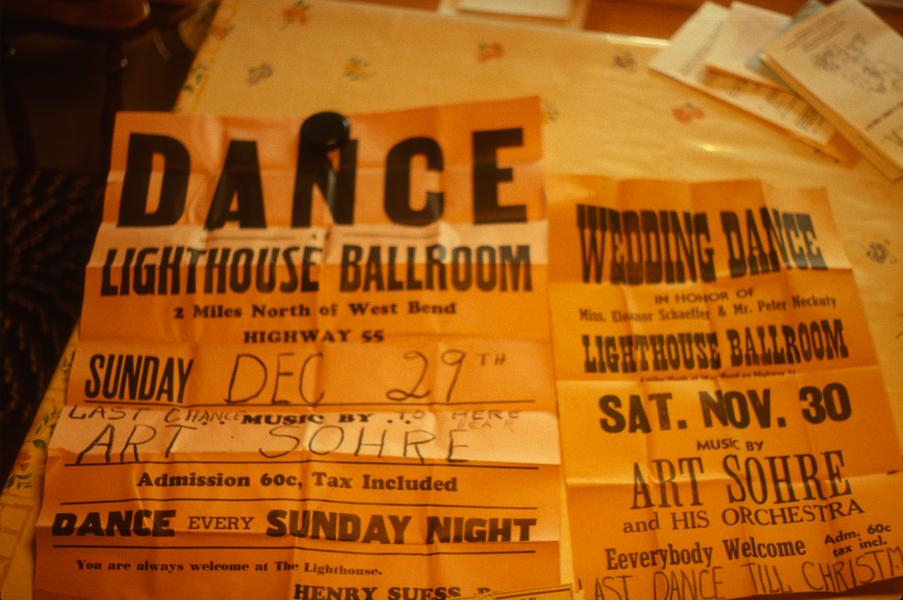 DANCE
LIGHTHOUSE BALLROOM
2 Miles North of West Bend
HIGHWAY 55
SUNDAY DEC 29TH
LAST CHANCE TO HERE
MUSIC BY
ART SOHRE
Admission 60c, Tax Included
DANCE EVERY SUNDAY NIGHT
You are always welcome at The Lighthouse.
HENRY SUESS
WEDDING DANCE
IN HONOR OF
Miss. Eleanor Schaeffer & Mr. Peter Neckuty
LIGHTHOUSE BALLROOM
SAT. NOV. 30
MUSIC BY
ART SOHRE
and HIS ORCHESTRA
Eeverybody Welcome
Adm. 60c
tax incl.
LAST DANCE TILL CHRISTM